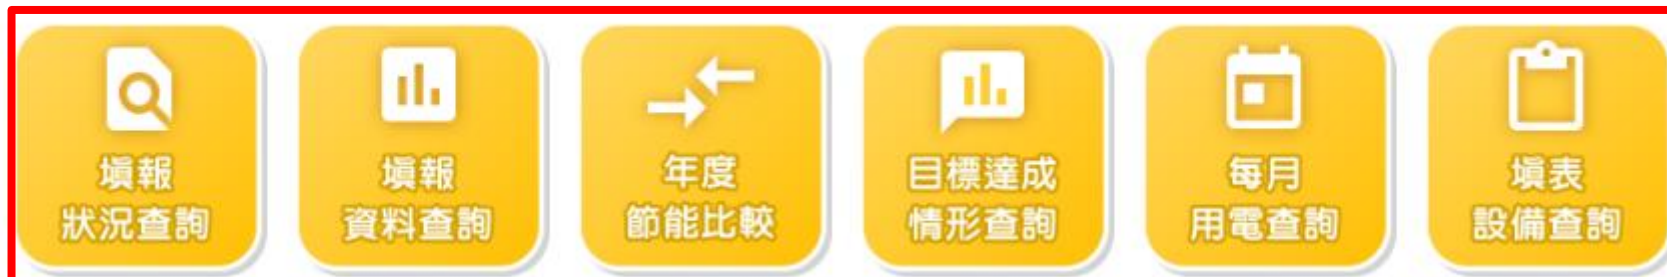 填報
狀況查詢
填報
資料查詢
年度
節能比較
目標達成
情形查詢
每月
用電查詢
填表
設備查詢